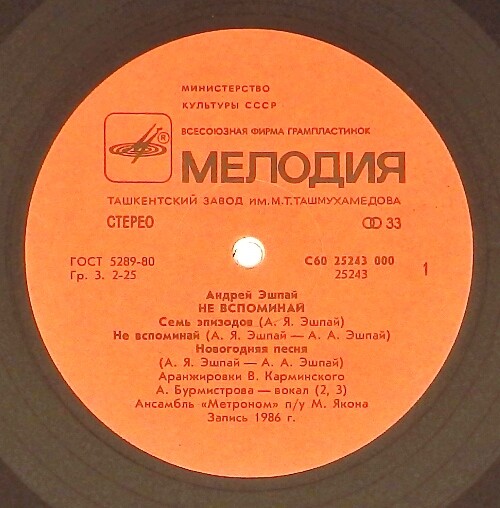 МИНИСТЕРСТВО
КУЛЬТУРЫ СССР
ВСЕСОЮЗНАЯ ФИРМА ГРАМПЛАСТИНОК
® МЕЛОДИЯ
ТАШКЕНТСКИЙ ЗАВОД ИМ. М.Т. ТАШМУХАМЕДОВА
СТЕРЕО 33
ГОСТ 5289-80 С60 25243 000
Гр. 3. 2-25 25243 1
Андрей Эшпай
НЕ ВСПОМИНАЙ
Семь эпизодов (А. Я. Эшпай)
Не вспоминай (А. Я. Эшпай — А. А. Эшпай)
Новогодняя песня
(А. Я. Эшпай — А. А. Эшпай)
Аранжировки В. Карминского
А. Бурмистрова — вокал (2, 3)
Ансамбль «Метроном» п/у М. Якона
Запись 1986 г.